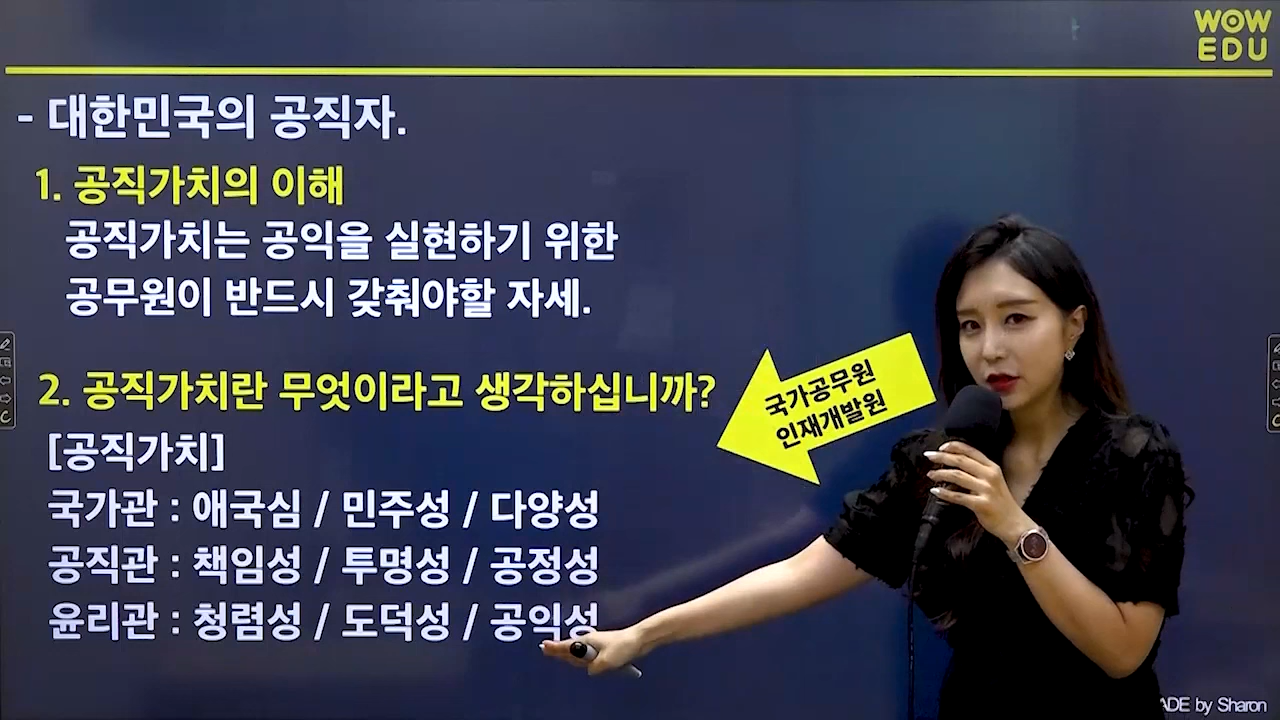 WOW
EDU
- 대한민국의 공직자.
1. 공직가치의 이해
공직가치는 공익을 실현하기 위한
공무원이 반드시 갖춰야할 자세.
2. 공직가치란 무엇이라고 생각하십니까?
국가공무원
인재개발원
[공직가치]
국가관 : 애국심 / 민주성 / 다양성
공직관 : 책임성 / 투명성 / 공정성
윤리관 : 청렴성 / 도덕성 / 공익성
ADE by Sharon